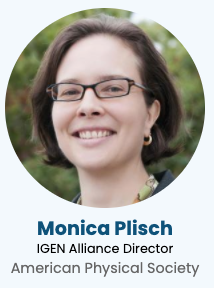 Monica Plisch
IGEN Alliance Director
American Physical Society